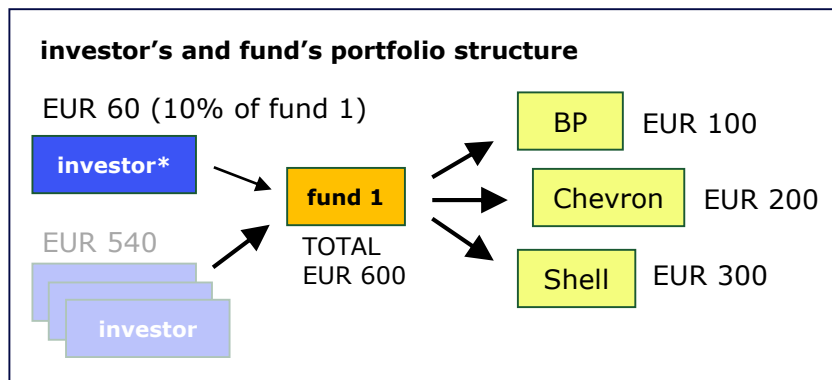 investor's and fund's portfolio structure
EUR 60 (10% of fund 1)
investor*
EUR 540
investor
fund 1
TOTAL
EUR 600
BP
EUR 100
Chevron
EUR 200
Shell
EUR 300